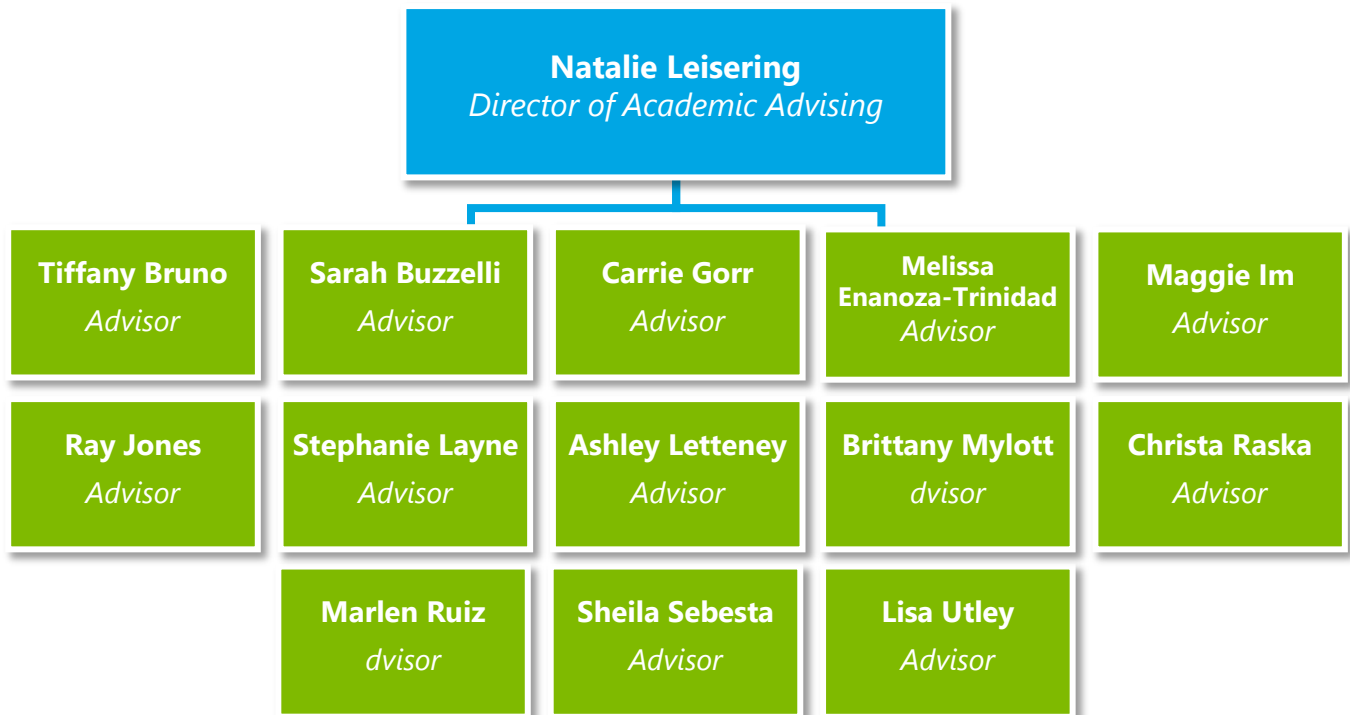 Natalie Leisering
Director of Academic Advising
Tiffany Bruno
Advisor
Sarah Buzzelli
Advisor
Carrie Gorr
Advisor
Melissa
Enanoza-Trinidad
Advisor
Maggie Im
Advisor
Ray Jones
Advisor
Stephanie Layne
Advisor
Ashley Letteney
Advisor
Brittany Mylott
dvisor
Christa Raska
Advisor
Marlen Ruiz
dvisor
Sheila Sebesta
Advisor
Lisa Utley
Advisor